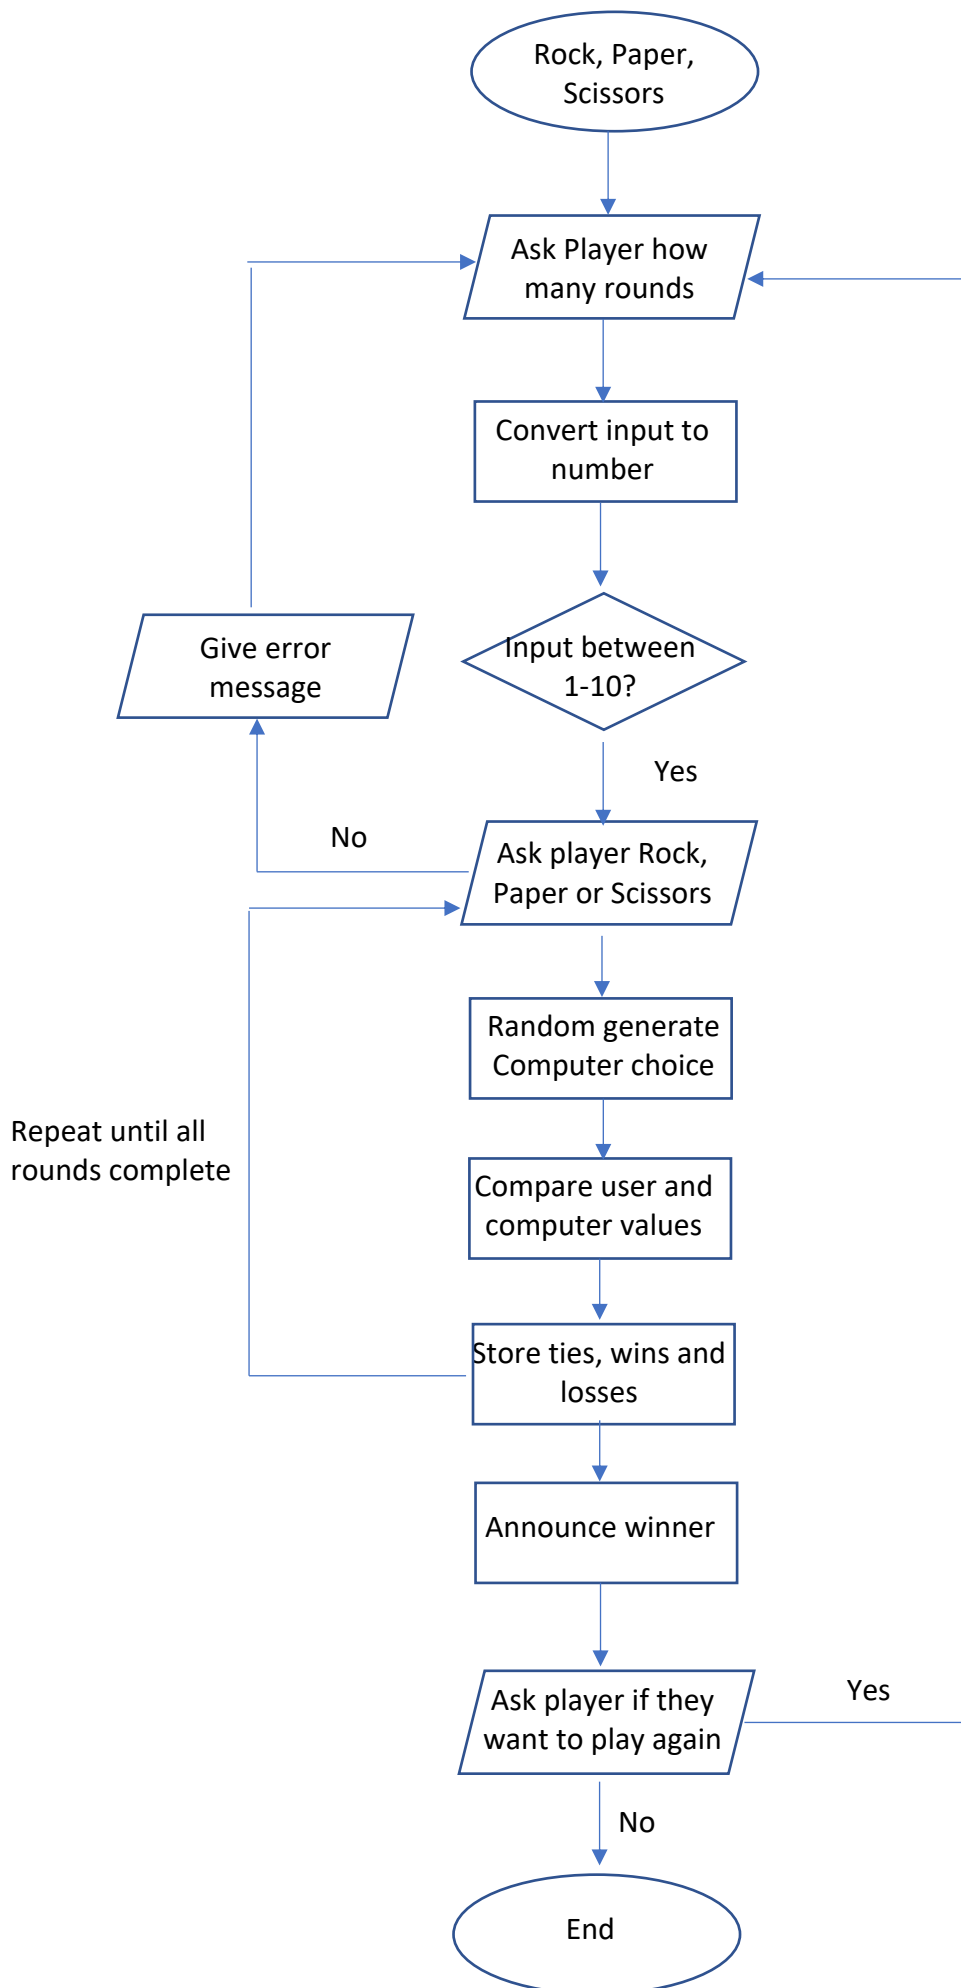 Rock, Paper,
Scissors
Ask Player how
many rounds
Convert input to
number
Input between
1-10?
Give error
message
Yes
No
Ask player Rock,
Paper or Scissors
Random generate
Computer choice
Repeat until all
rounds complete
Compare user and
computer values
Store ties, wins and
losses
Announce winner
Ask player if they
want to play again
Yes
No
End